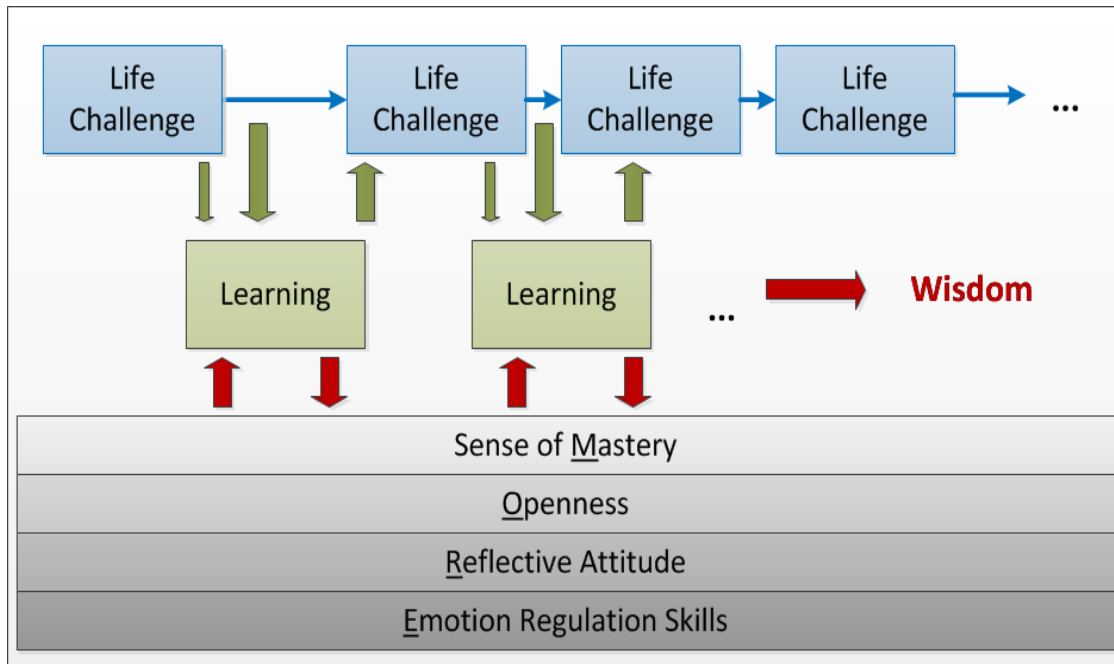 Life
Challenge
Life
Challenge
Life
Challenge
Life
Challenge
...
Learning
Learning
...
Wisdom
Sense of Mastery
Openness
Reflective Attitude
Emotion Regulation Skills